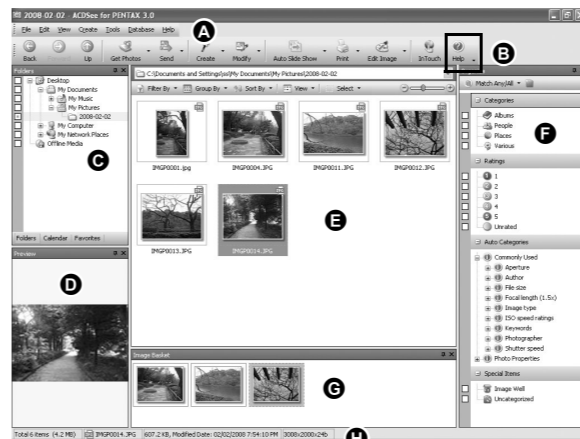 2008-02-02 - ACDSee for PENTAX 3.0
File Edit View Create Tools Database Help
A
Back Forward Up Get Photos Send Create Modify Auto Slide Show Print Edit Image InTouch Help
B
Folders
Desktop
My Documents
My Music
My Pictures
2008-02-02
My Computer
My Network Places
Offline Media
C
Folders Calendar Favorites
Preview
D
C:\Documents and Settings\jss\My Documents\My Pictures\2008-02-02
Filter By Group By Sort By View Select
IMGP0001.jpg IMGP0004.JPG IMGP0011.JPG IMGP0012.JPG
IMGP0013.JPG IMGP0014.JPG
E
Image Basket
G
Match Any/All
Categories
Albums
People
Places
Various
F
Ratings
1
2
3
4
5
Unrated
Auto Categories
Commonly Used
Aperture
Author
File size
Focal length (1.5x)
Image type
ISO speed ratings
Keywords
Photographer
Shutter speed
Photo Properties
Special Items
Image Well
Uncategorized
Total 6 items (4.2 MB) IMGP0014.JPG 607.2 KB, Modified Date: 02/02/2008 7:54:10 PM 3008x2000x24b
H